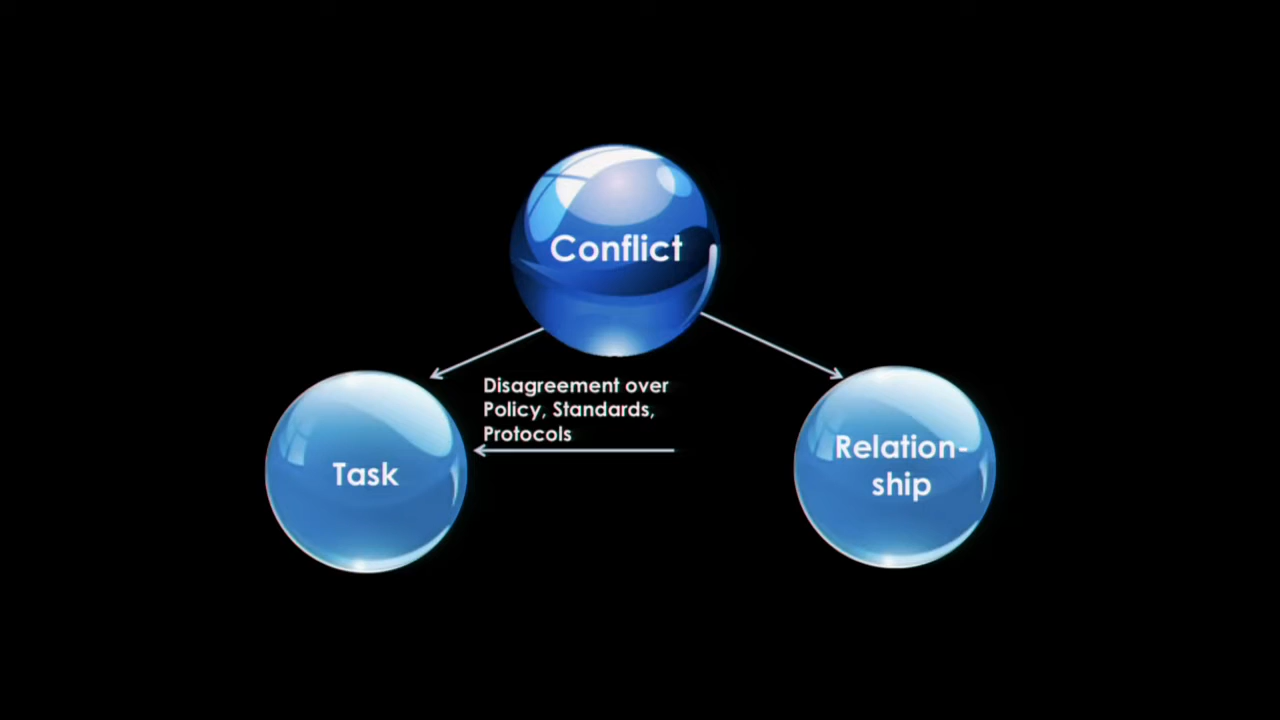 Conflict
Disagreement over
Policy, Standards,
Protocols
Task
Relation-
ship